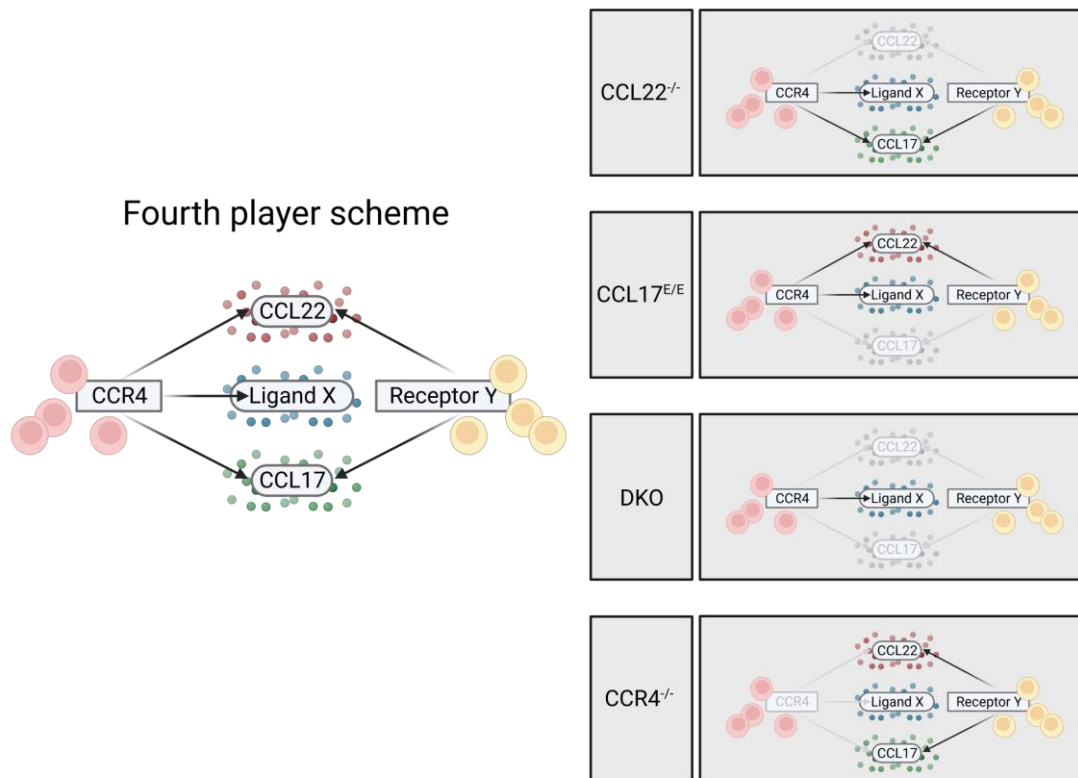 Fourth player scheme
CCL22
CCR4
Ligand X
Receptor Y
CCL17
CCL22-/-
CCL22
CCR4
Ligand X
Receptor Y
CCL17
CCL17E/E
CCL22
CCR4
Ligand X
Receptor Y
CCL17
DKO
CCL22
CCR4
Ligand X
Receptor Y
CCL17
CCR4-/-
CCL22
CCR4
Ligand X
Receptor Y
CCL17